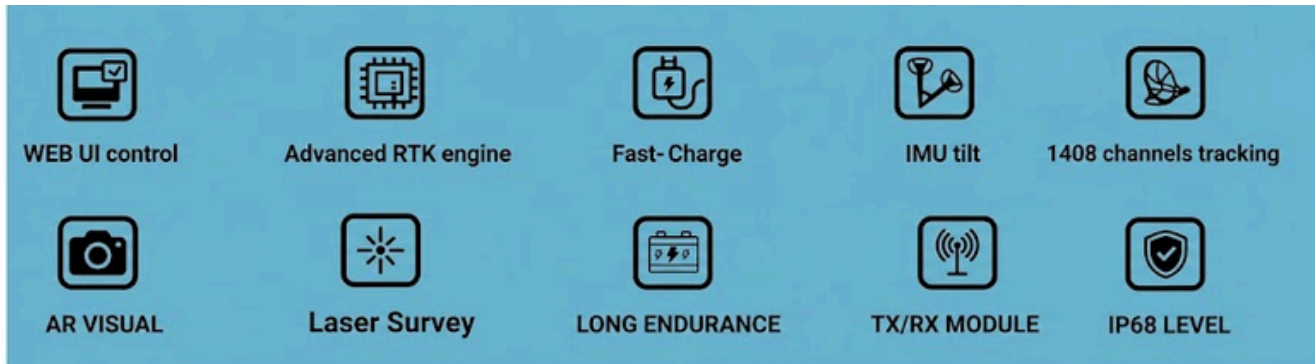 WEB UI control
Advanced RTK engine
Fast-Charge
IMU tilt
1408 channels tracking
AR VISUAL
Laser Survey
LONG ENDURANCE
TX/RX MODULE
IP68 LEVEL